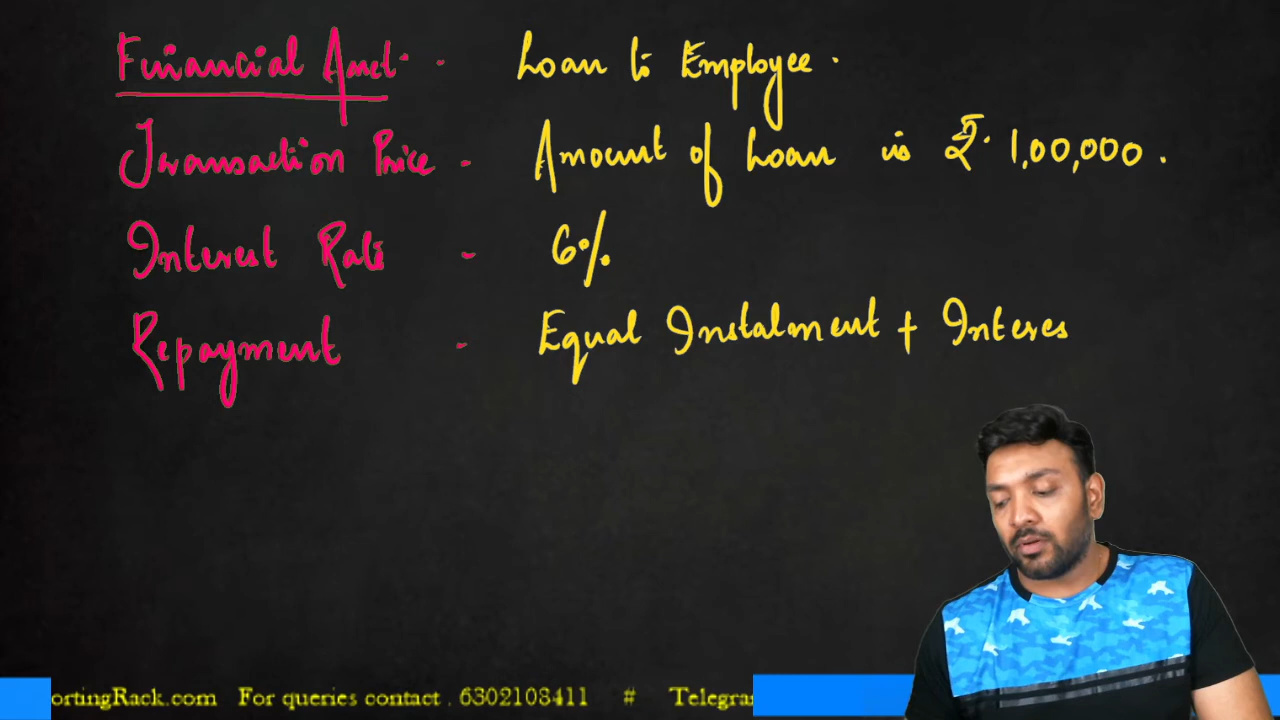 Financial Asset - Loan to Employee.
Transaction Price - Amount of Loan is ₹. 1,00,000.
Interest Rate - 6%
Repayment - Equal Instalment + Interes
ortingRack.com For queries contact . 6302108411 # Telegra